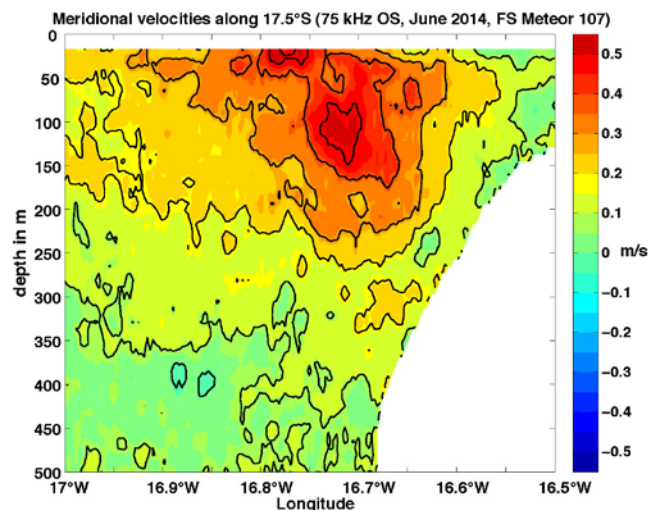 Meridional velocities along 17.5°S (75 kHz OS, June 2014, FS Meteor 107)
0
50
100
150
200
250
300
350
400
450
500
depth in m
17°W
16.9°W
16.8°W
16.7°W
16.6°W
16.5°W
Longitude
0.5
0.4
0.3
0.2
0.1
0
-0.1
-0.2
-0.3
-0.4
-0.5
m/s